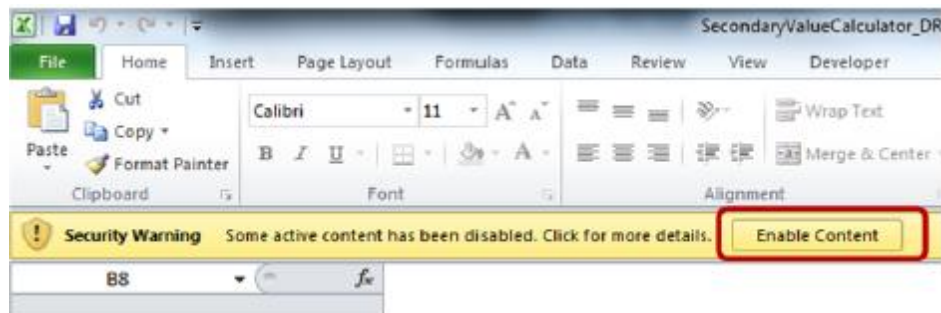 SecondaryValueCalculator_DR
File Home Insert Page Layout Formulas Data Review View Developer
Paste
Cut
Copy
Format Painter
Clipboard
Calibri 11 A A
B I U A
Font
Wrap Text
Merge & Center
Alignment
Security Warning Some active content has been disabled. Click for more details. Enable Content
B8 fx